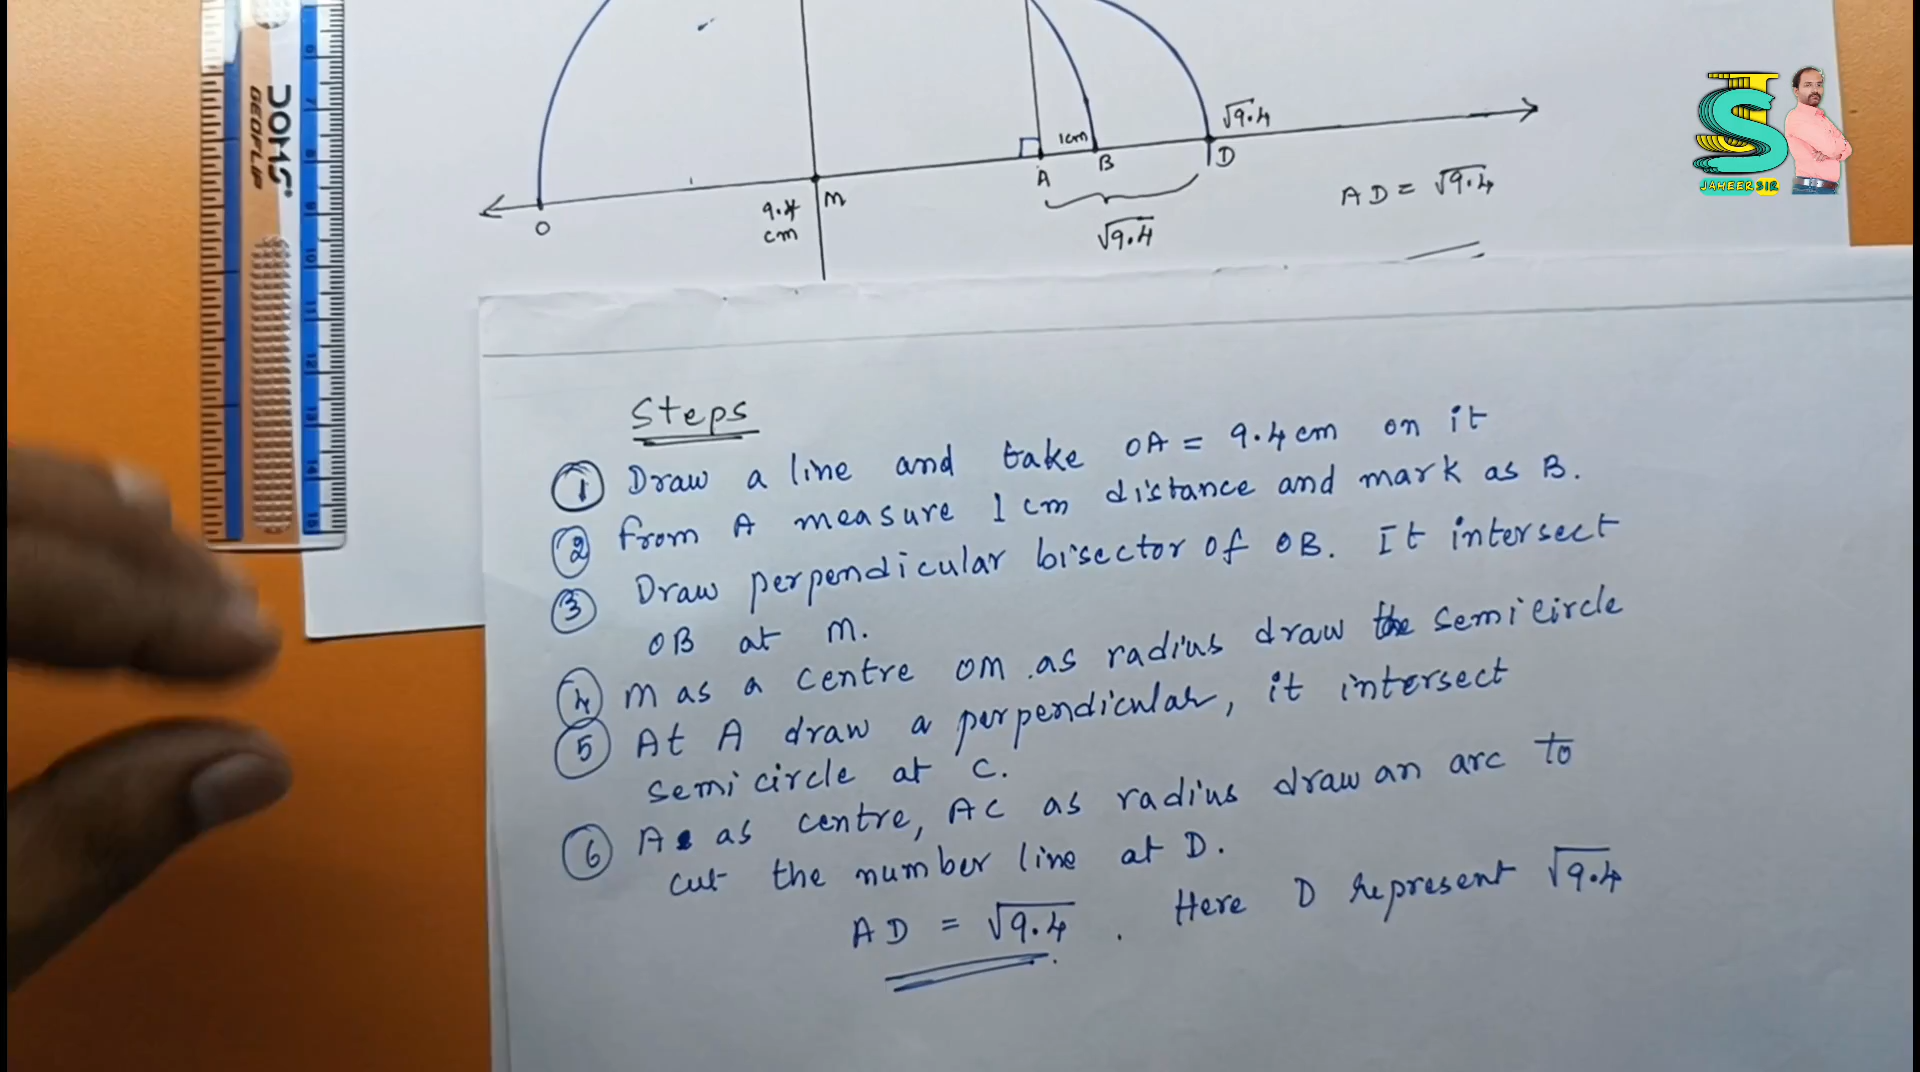 √9.4
1cm
A
B
D
AD = √9.4
9.4
cm
M
O
√9.4
JAHEER SIR
DOMS
GEOFLIP
Steps
① Draw a line and take OA = 9.4cm on it
② from A measure 1cm distance and mark as B.
③ Draw perpendicular bisector of OB. It intersect
OB at M.
④ M as a centre OM as radius draw the semicircle
⑤ At A draw a perpendicular, it intersect
semicircle at C.
⑥ A as centre, AC as radius draw an arc to
cut the number line at D.
AD = √9.4. Here D represent √9.4